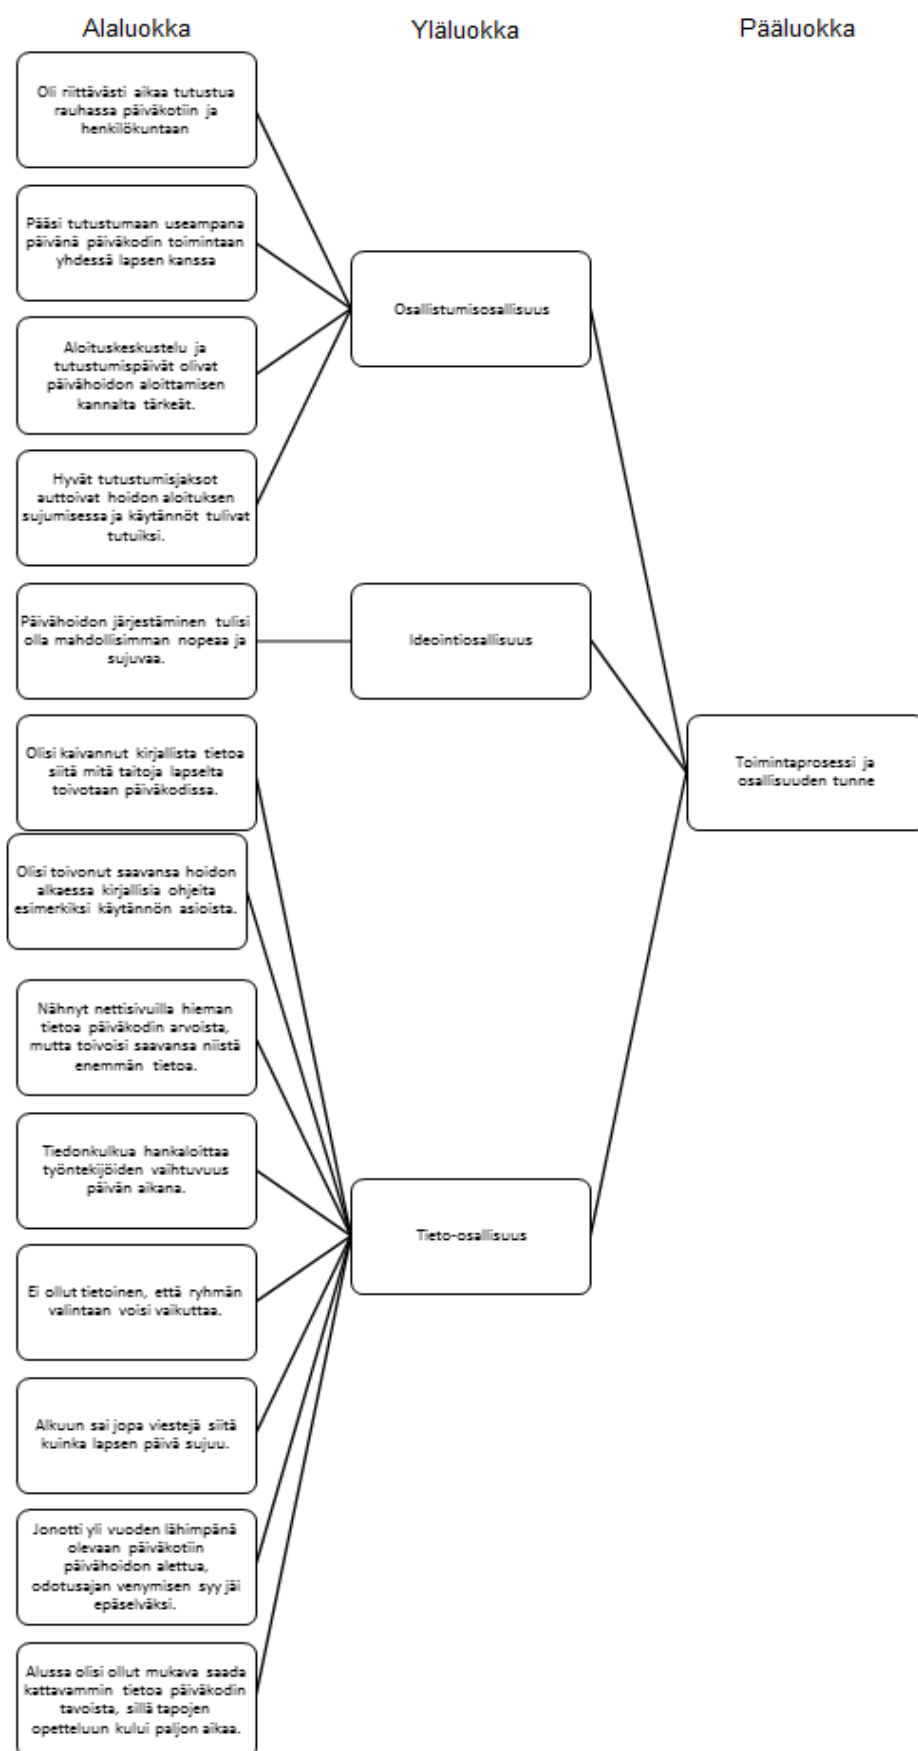 Alaluokka
Yläluokka
Pääluokka
Oli riittävästi aikaa tutustua
rauhassa päiväkotiin ja
henkilökuntaan
Pääsi tutustumaan useampana
päivänä päiväkodin toimintaan
yhdessä lapsen kanssa
Osallistumisosallisuus
Aloituskeskustelu ja
tutustumispäivät olivat
päivähoidon aloittamisen
kannalta tärkeät.
Hyvät tutustumisjaksot
auttoivat hoidon aloituksen
sujumisessa ja käytännöt tulivat
tutuiksi.
Päivähoidon järjestäminen tulisi
olla mahdollisimman nopeaa ja
sujuvaa.
Ideointiosallisuus
Olisi kaivannut kirjallista tietoa
siitä mitä taitoja lapselta
toivotaan päiväkodissa.
Toimintaprosessi ja
osallisuuden tunne
Olisi toivonut saavansa hoidon
alkaessa kirjallisia ohjeita
esimerkiksi käytännön asioista.
Nähnyt nettisivuilla hieman
tietoa päiväkodin arvoista,
mutta toivoisi saavansa niistä
enemmän tietoa.
Tiedonkulkua hankaloittaa
työntekijöiden vaihtuvuus
päivän aikana.
Tieto-osallisuus
Ei ollut tietoinen, että ryhmän
valintaan voisi vaikuttaa.
Alkuun sai jopa viestejä siitä
kuinka lapsen päivä sujuu.
Jonotti yli vuoden lähimpänä
olevaan päiväkotiin
päivähoidon alettua,
odotusajan venymisen syy jäi
epäselväksi.
Alussa olisi ollut mukava saada
kattavammin tietoa päiväkodin
tavoista, sillä tapojen
opetteluun kului paljon aikaa.